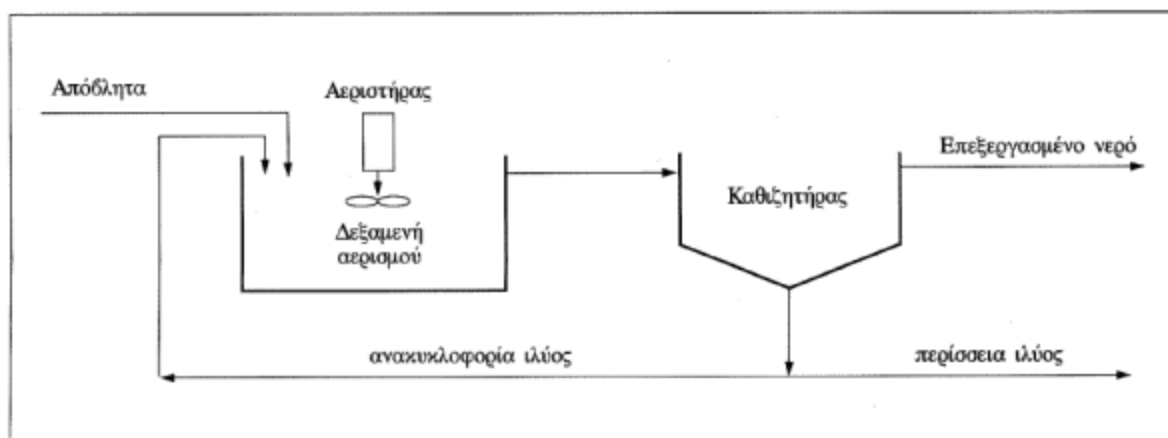 Απόβλητα
Αεριστήρας
Επεξεργασμένο νερό
Καθιζητήρας
Δεξαμενή
αερισμού
ανακυκλοφορία ιλύος
περίσσεια ιλύος